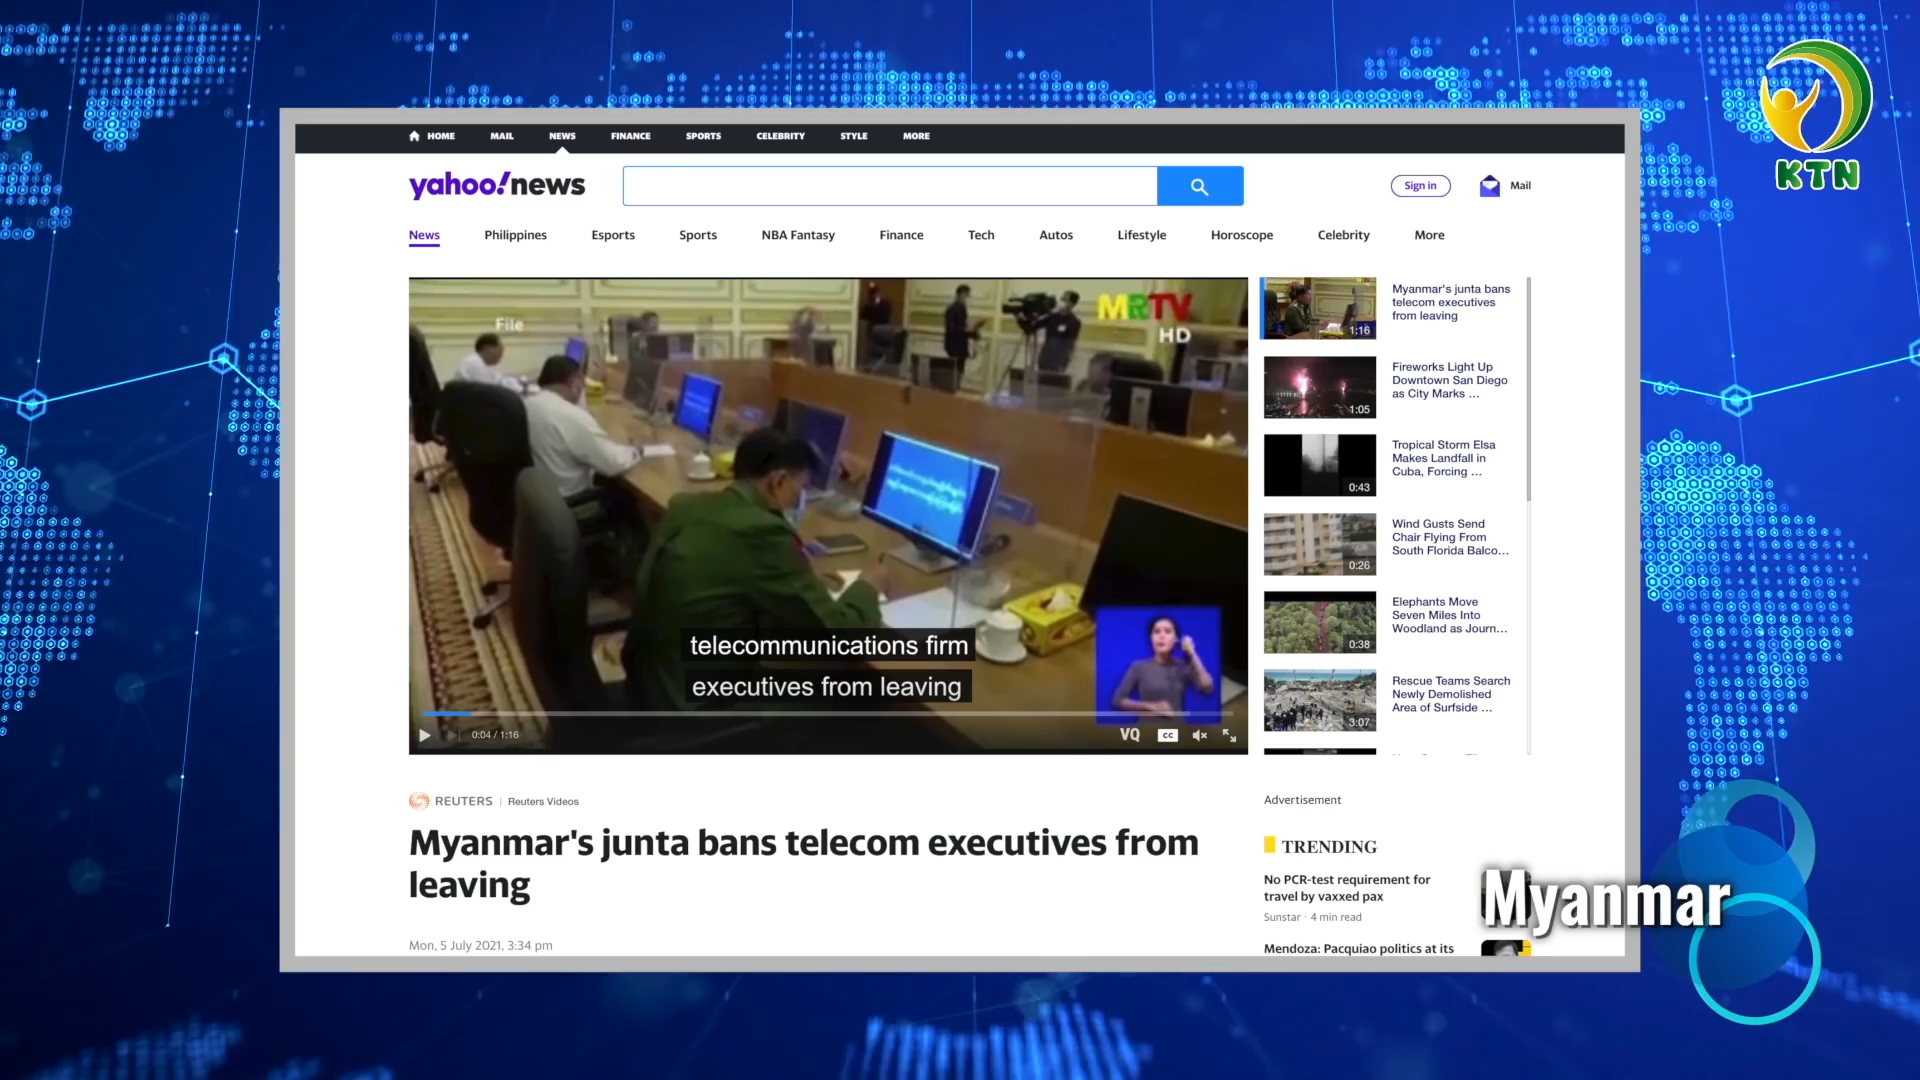 KTN
HOME MAIL NEWS FINANCE SPORTS CELEBRITY STYLE MORE
yahoo!news
Sign in
Mail
News Philippines Esports Sports NBA Fantasy Finance Tech Autos Lifestyle Horoscope Celebrity More
File
MRTV
HD
telecommunications firm
executives from leaving
0:04 / 1:16
VQ
CC
1:16
Myanmar's junta bans
telecom executives
from leaving
1:05
Fireworks Light Up
Downtown San Diego
as City Marks ...
0:43
Tropical Storm Elsa
Makes Landfall in
Cuba, Forcing ...
0:26
Wind Gusts Send
Chair Flying From
South Florida Balco...
0:38
Elephants Move
Seven Miles Into
Woodland as Journ...
3:07
Rescue Teams Search
Newly Demolished
Area of Surfside ...
REUTERS | Reuters Videos
Myanmar's junta bans telecom executives from
leaving
Mon, 5 July 2021, 3:34 pm
Advertisement
TRENDING
No PCR-test requirement for
travel by vaxxed pax
Sunstar · 4 min read
Mendoza: Pacquiao politics at its
Myanmar